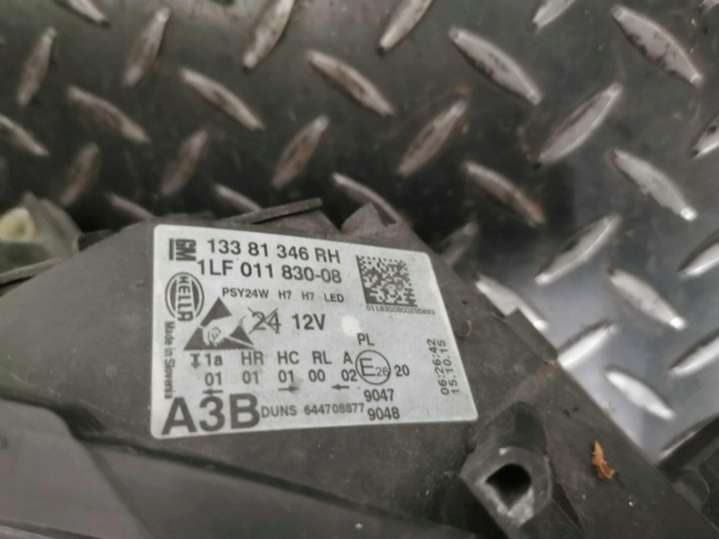 GM 133 81 346 RH
1LF 011 830-08
HELLA
Made in Slovenia
PSY24W H7 H7 LED
24 12V
PL
1a HR HC RL A
01 01 01 00 02
E26 20
9047
9048
A3B DUNS 644708877
06:26:42
15.10.15